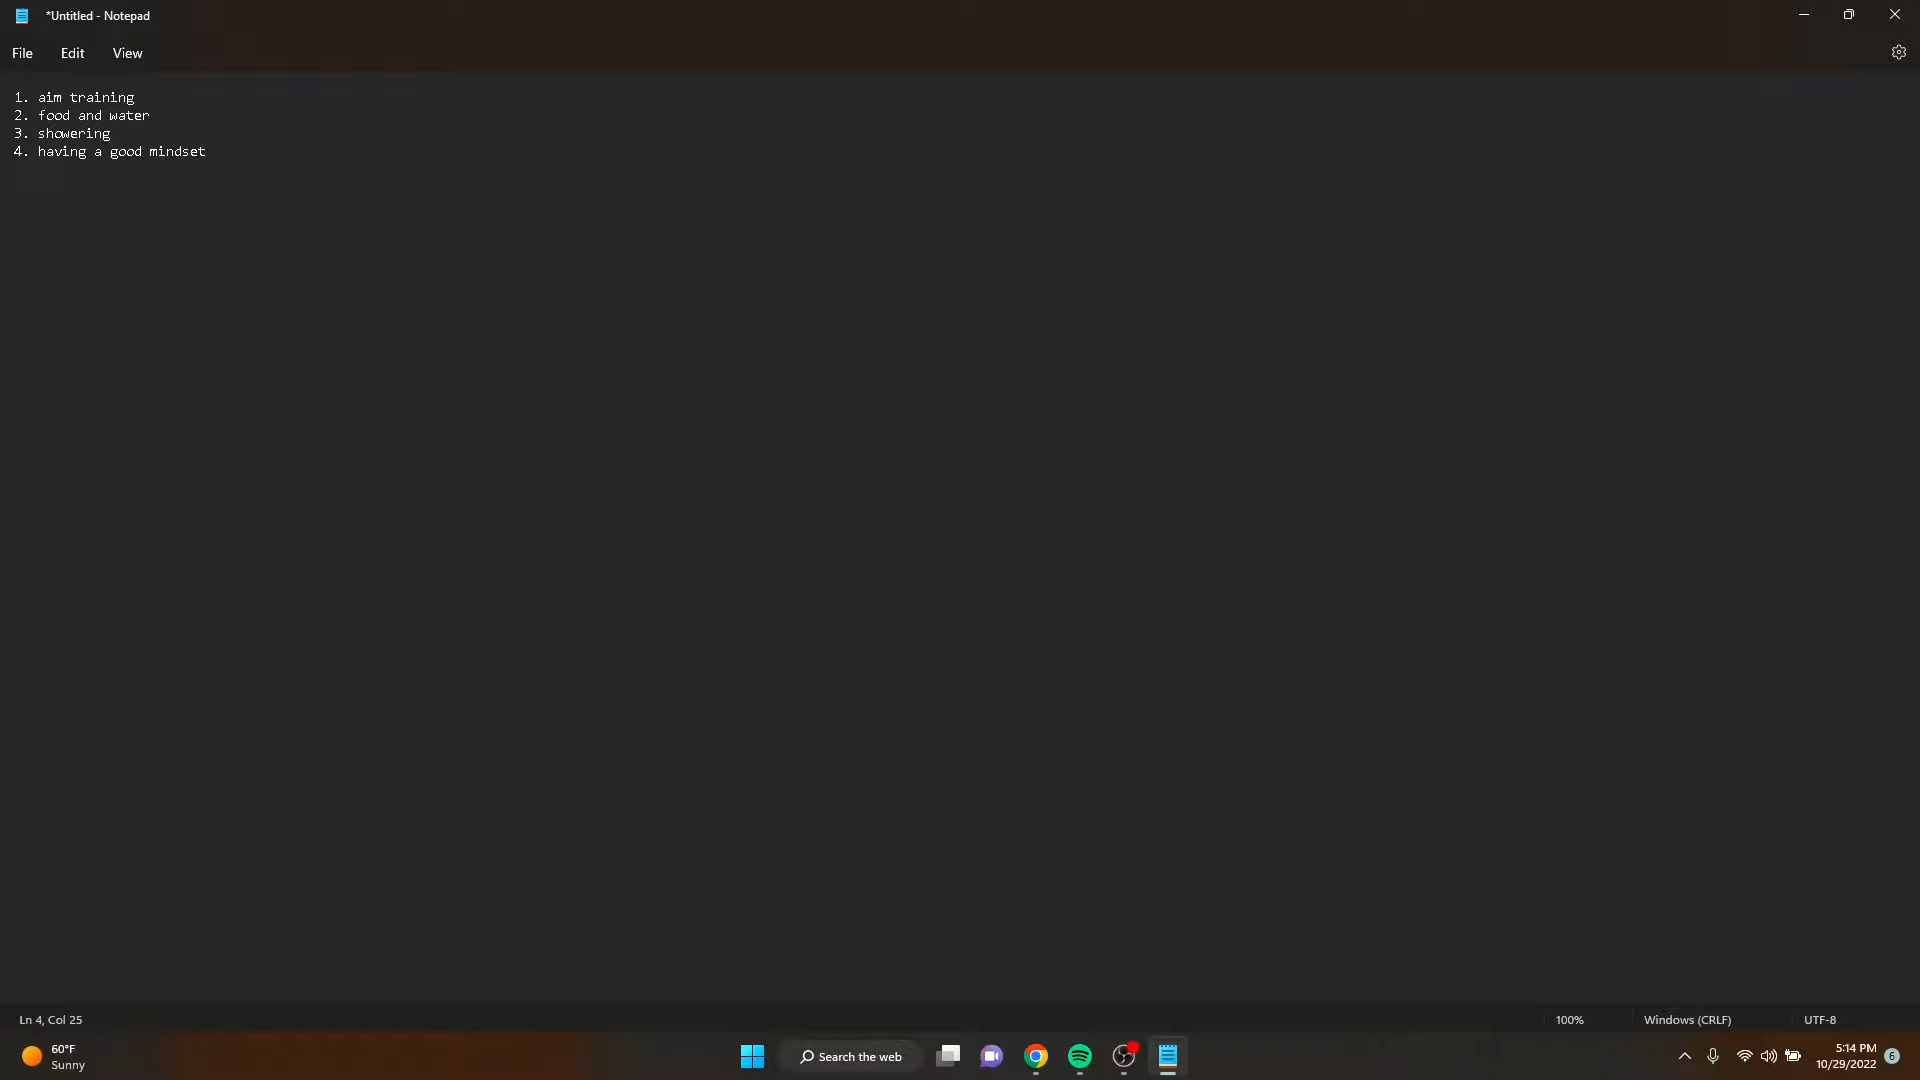 *Untitled - Notepad
File Edit View
1. aim training
2. food and water
3. showering
4. having a good mindset
Ln 4, Col 25 100% Windows (CRLF) UTF-8
60°F
Sunny
Search the web
5:14 PM
10/29/2022
6